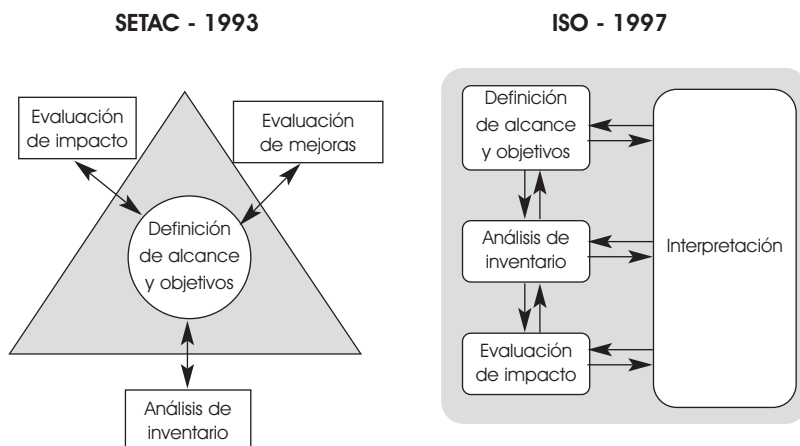 SETAC - 1993
Evaluación
de impacto
Evaluación
de mejoras
Definición
de alcance
y objetivos
Análisis de
inventario
ISO - 1997
Definición
de alcance
y objetivos
Análisis de
inventario
Evaluación
de impacto
Interpretación